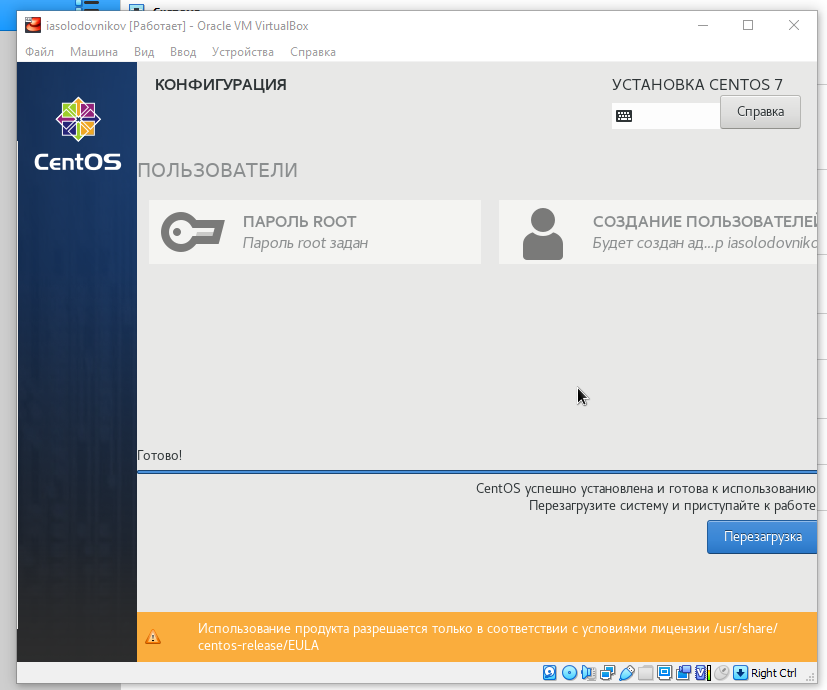 iasolodovnikov [Работает] - Oracle VM VirtualBox
Файл Машина Вид Ввод Устройства Справка
КОНФИГУРАЦИЯ
УСТАНОВКА CENTOS 7
Справка
CentOS
ПОЛЬЗОВАТЕЛИ
ПАРОЛЬ ROOT
Пароль root задан
СОЗДАНИЕ ПОЛЬЗОВАТЕЛЕЙ
Будет создан ад...р iasolodovniko
Готово!
CentOS успешно установлена и готова к использованию
Перезагрузите систему и приступайте к работе
Перезагрузка
Использование продукта разрешается только в соответствии с условиями лицензии /usr/share/
centos-release/EULA
Right Ctrl